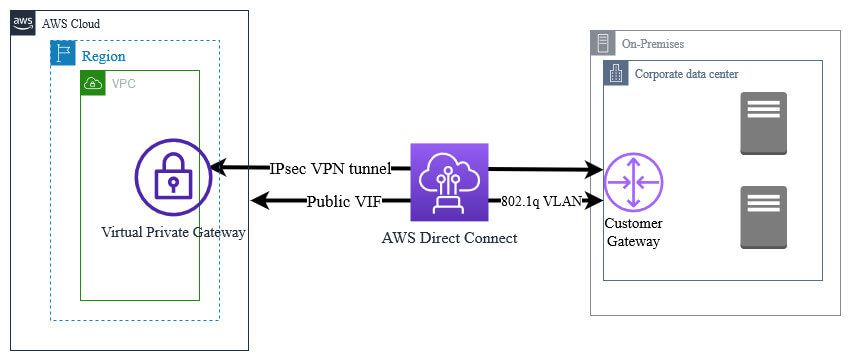 aws
AWS Cloud
Region
VPC
Virtual Private Gateway
IPsec VPN tunnel
Public VIF
AWS Direct Connect
802.1q VLAN
On-Premises
Corporate data center
Customer
Gateway